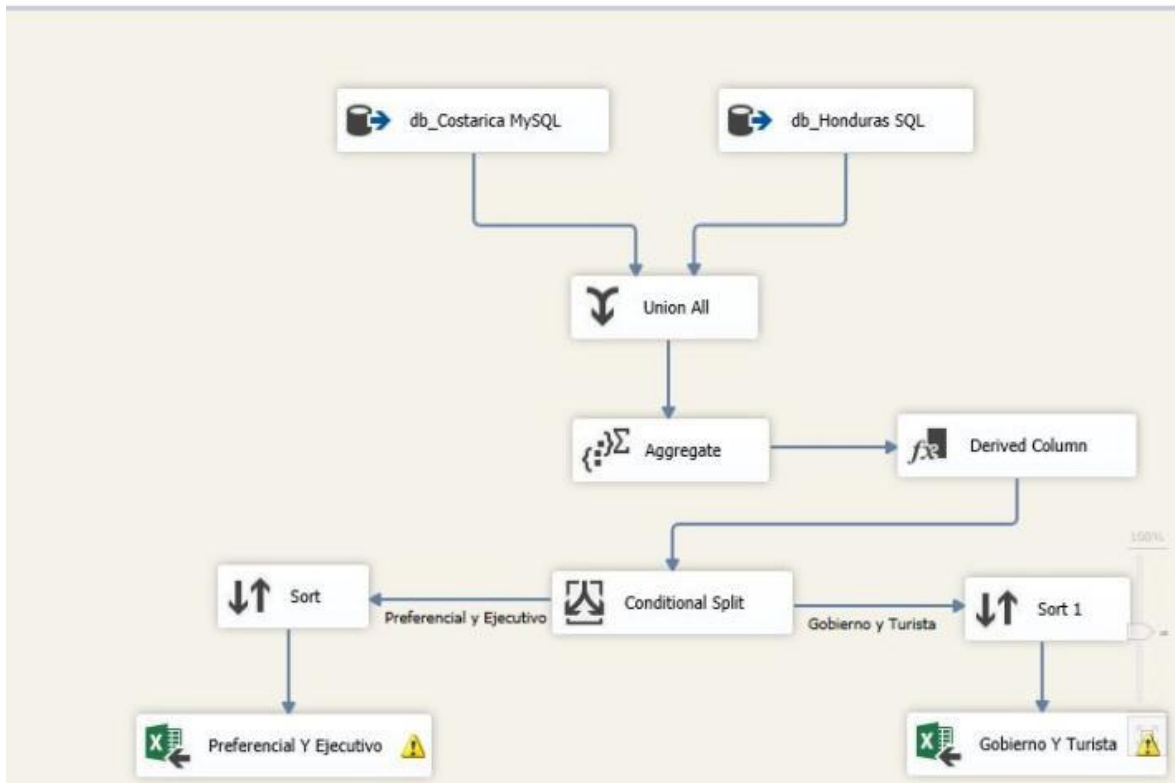 db_Costarica MySQL
db_Honduras SQL
Union All
Aggregate
Derived Column
100%
Sort
Preferencial y Ejecutivo
Conditional Split
Gobierno y Turista
Sort 1
Preferencial Y Ejecutivo
Gobierno Y Turista